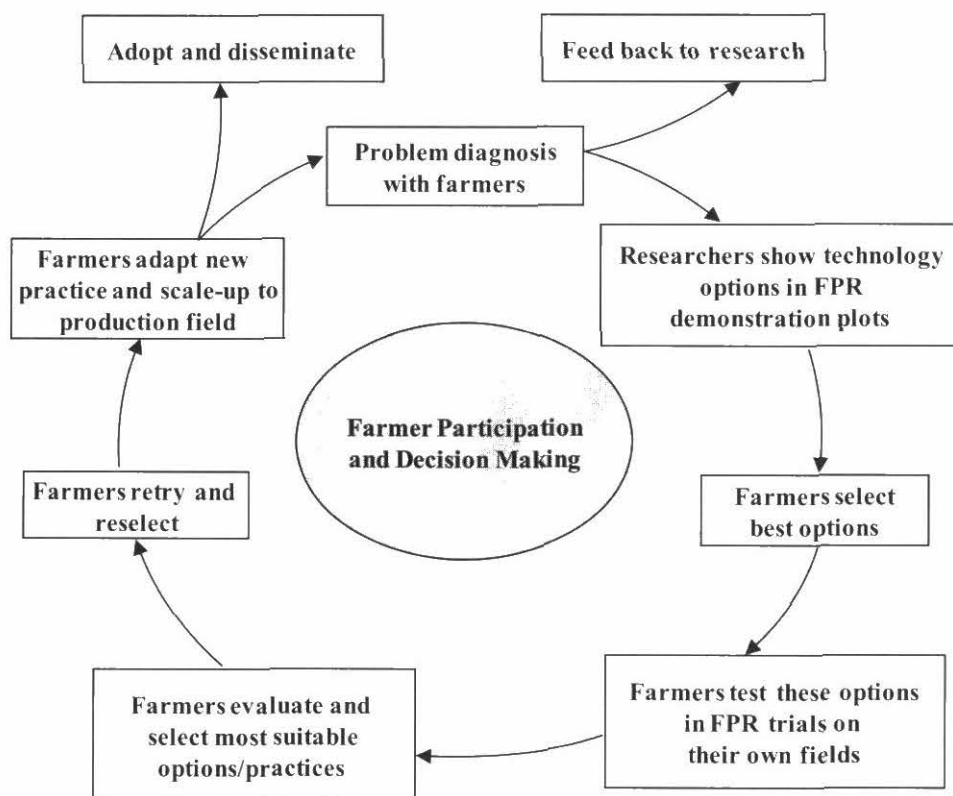 Adopt and disseminate
Feed back to research
Problem diagnosis
with farmers
Researchers show technology
options in FPR
demonstration plots
Farmers select
best options
Farmers test these options
in FPR trials on
their own fields
Farmers evaluate and
select most suitable
options/practices
Farmers retry and
reselect
Farmers adapt new
practice and scale-up to
production field
Farmer Participation
and Decision Making